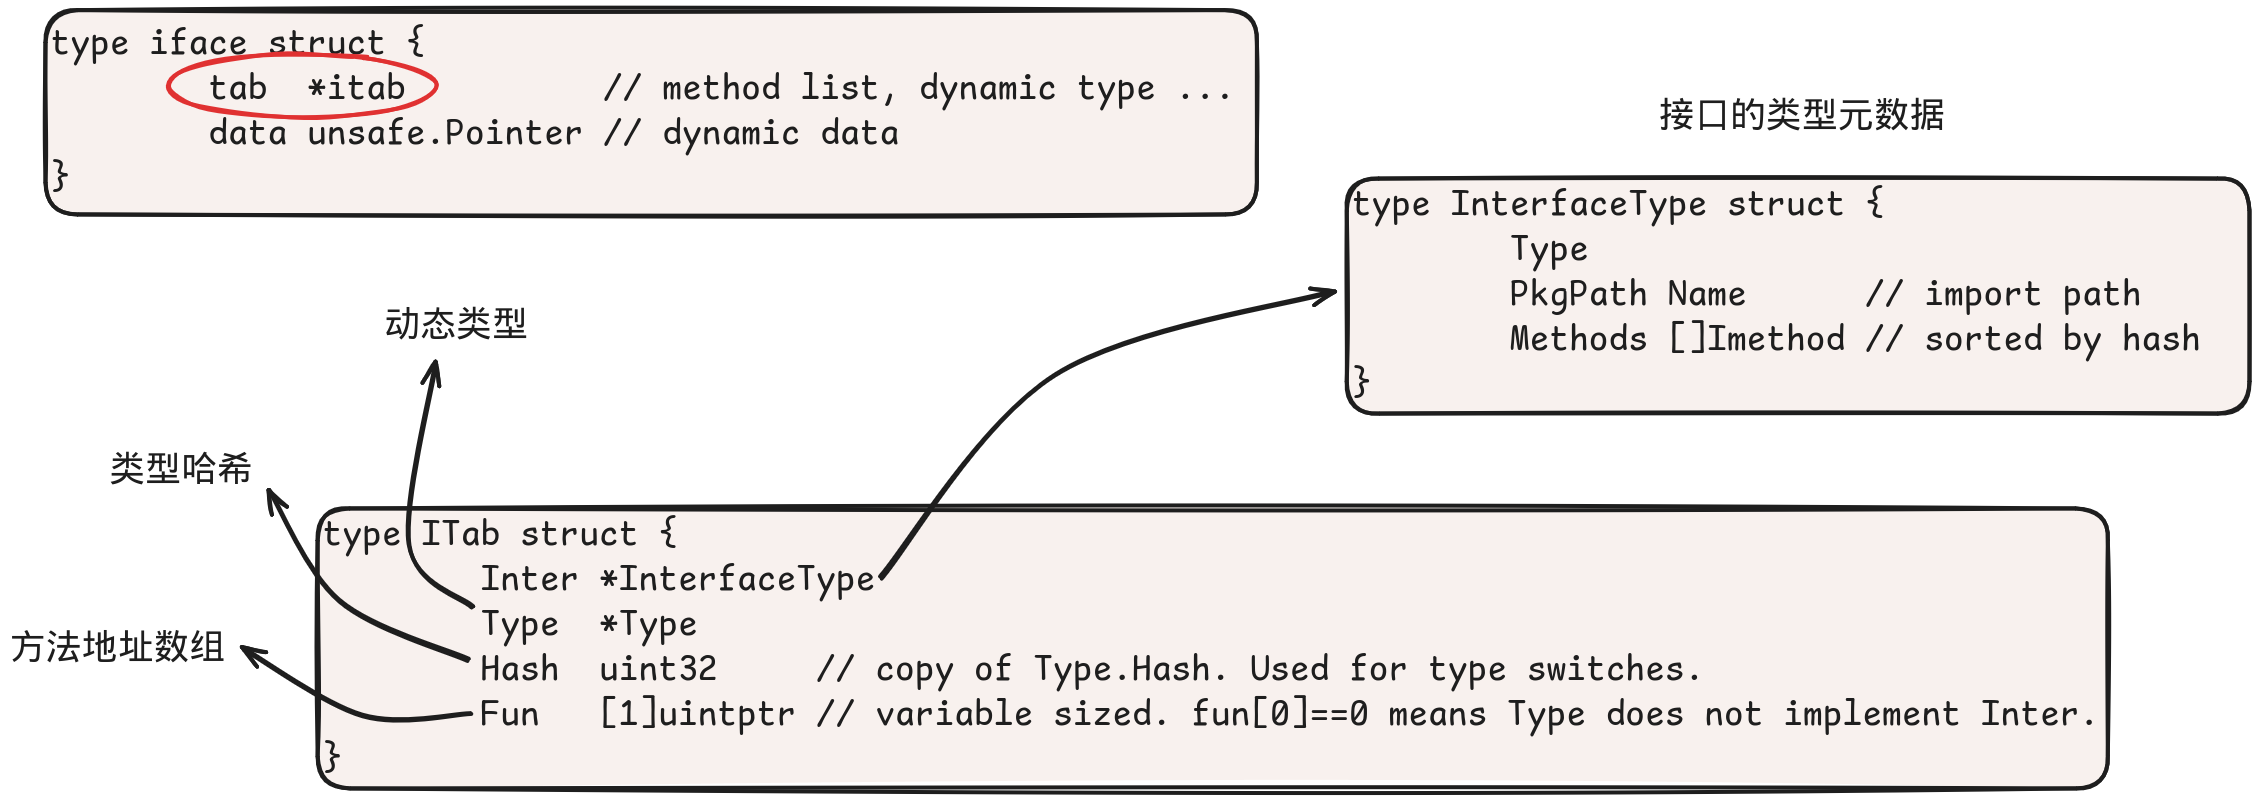 type iface struct {
tab *itab // method list, dynamic type ...
data unsafe.Pointer // dynamic data
}
接口的类型元数据
type InterfaceType struct {
Type
PkgPath Name // import path
Methods []Imethod // sorted by hash
}
动态类型
类型哈希
方法地址数组
type ITab struct {
Inter *InterfaceType
Type *Type
Hash uint32 // copy of Type.Hash. Used for type switches.
Fun [1]uintptr // variable sized. fun[0]==0 means Type does not implement Inter.
}